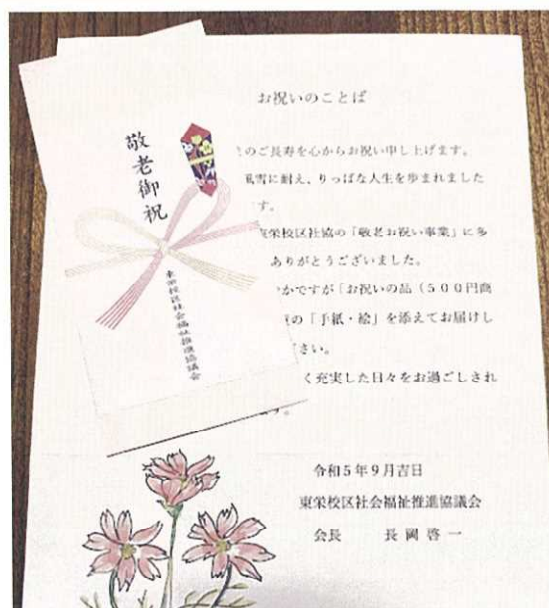 お祝いのことば
のご長寿を心からお祝い申し上げます。
風雪に耐え、りっぱな人生を歩まれました
す。
東栄校区社協の「敬老お祝い事業」に多
ありがとうございました。
かですが「お祝いの品（５００円商
の「手紙・絵」を添えてお届けし
さい。
く充実した日々をお過ごしされ
す。
令和５年９月吉日
東栄校区社会福祉推進協議会
会長　　長岡啓一
敬老御祝
東栄校区社会福祉推進協議会